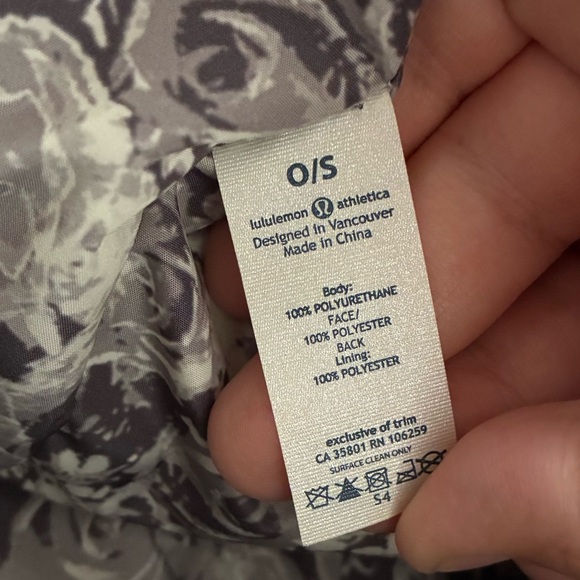 O/S
lululemon athletica
Designed in Vancouver
Made in China
Body:
100% POLYURETHANE
FACE/
100% POLYESTER
BACK
Lining:
100% POLYESTER
exclusive of trim
CA 35801 RN 106259
SURFACE CLEAN ONLY
S4